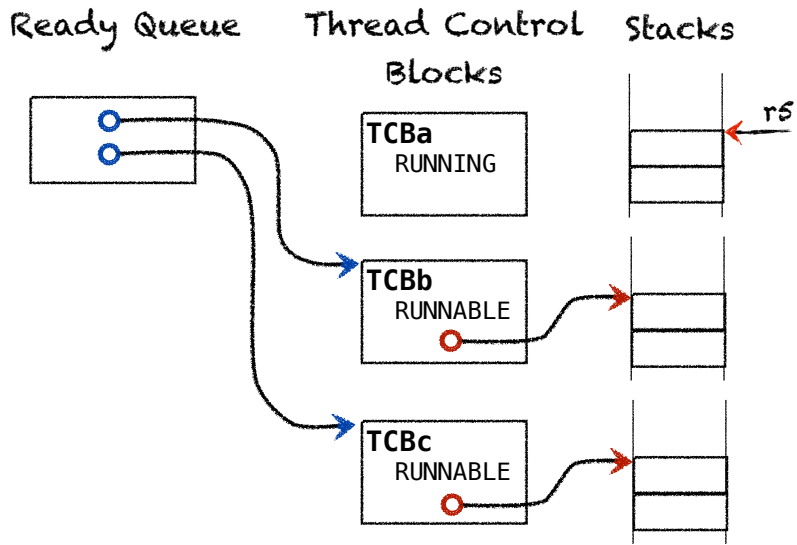 Ready Queue
Thread Control
Blocks
Stacks
r5
TCBa
RUNNING
TCBb
RUNNABLE
TCBc
RUNNABLE